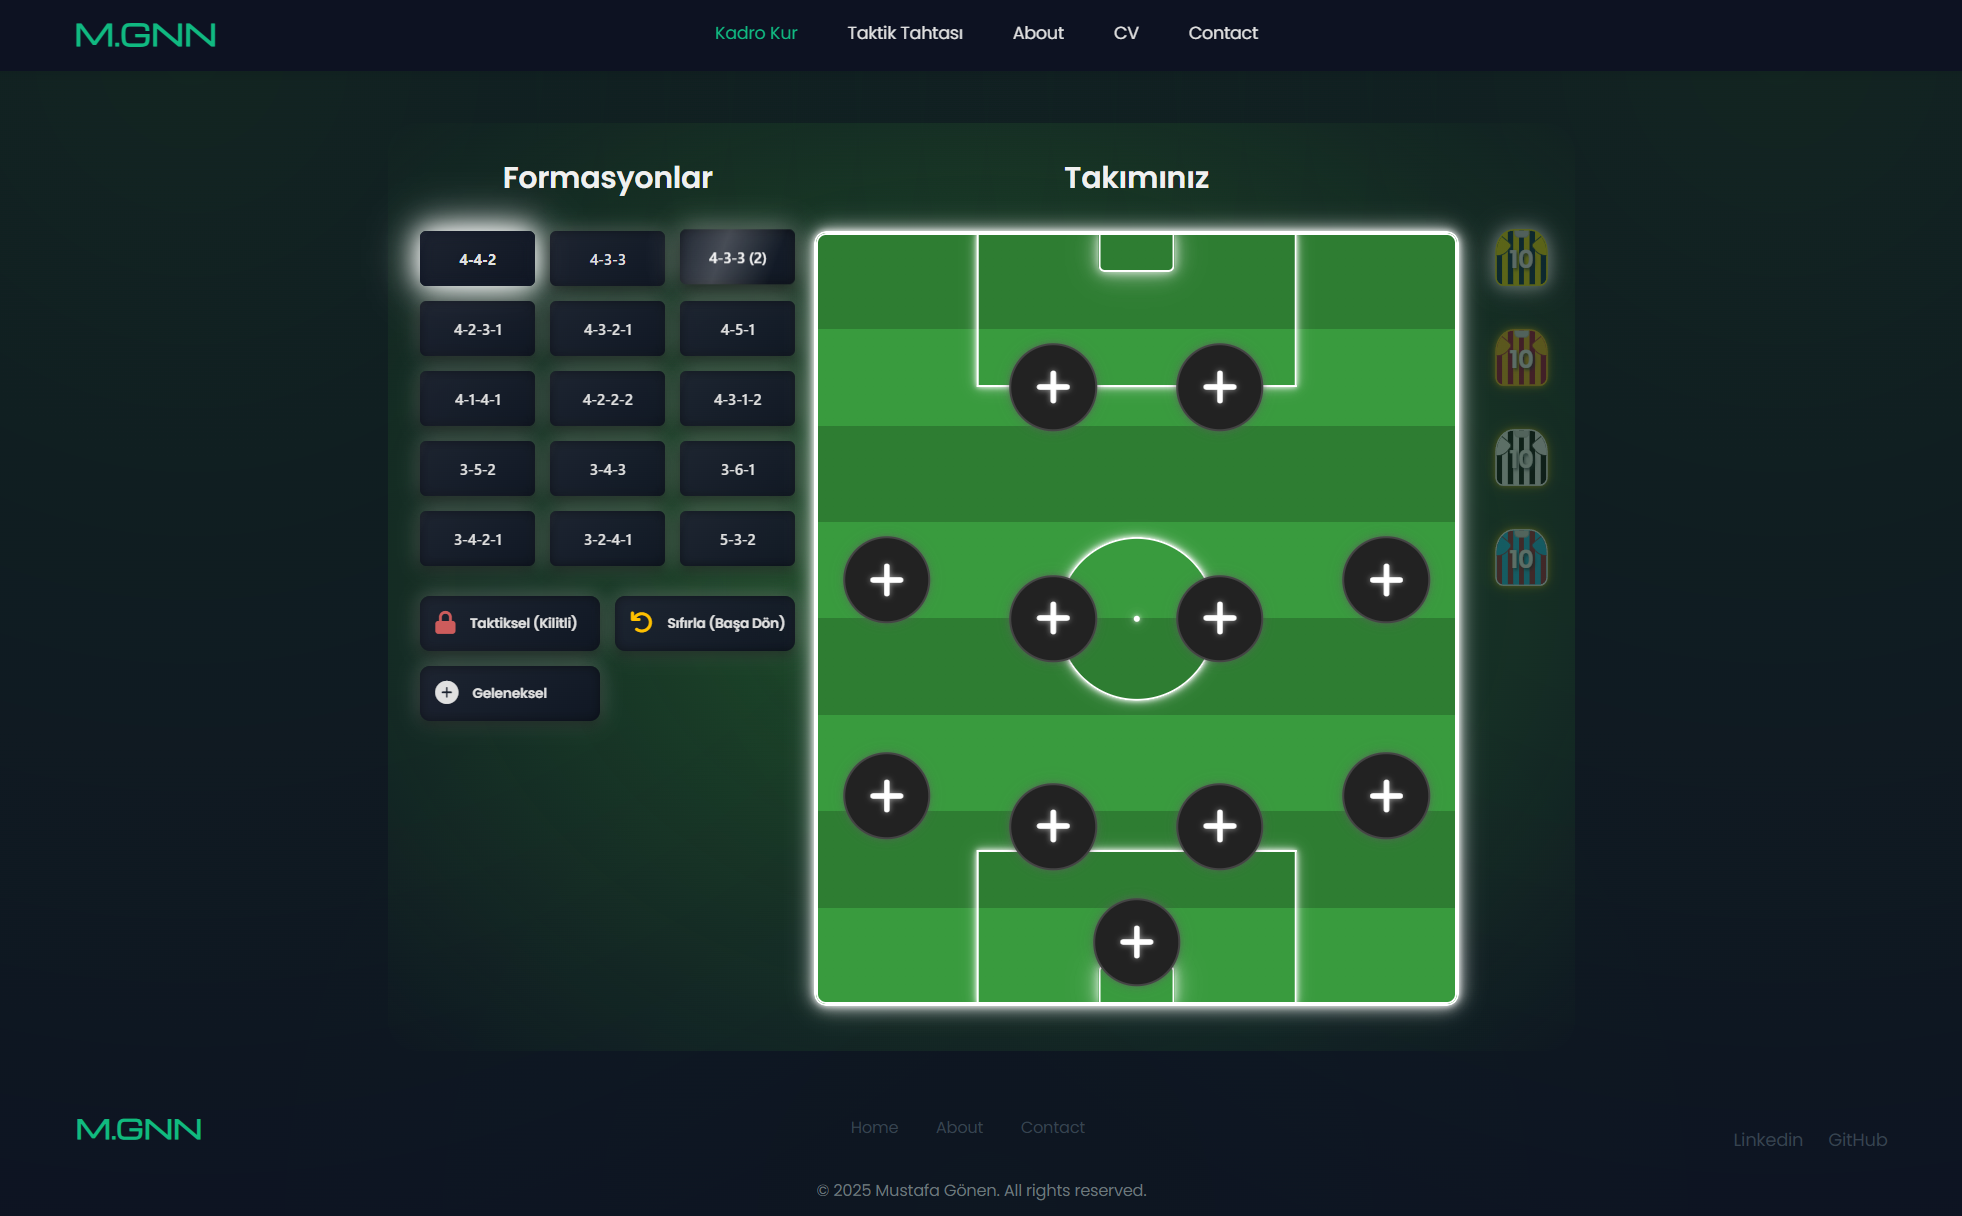 M.GNN
Kadro Kur
Taktik Tahtası
About
CV
Contact
Formasyonlar
Takımınız
4-4-2
4-3-3
4-3-3 (2)
4-2-3-1
4-3-2-1
4-5-1
4-1-4-1
4-2-2-2
4-3-1-2
3-5-2
3-4-3
3-6-1
3-4-2-1
3-2-4-1
5-3-2
Taktiksel (Kilitli)
Sıfırla (Başa Dön)
Geleneksel
10
10
10
10
M.GNN
Home
About
Contact
Linkedin
GitHub
© 2025 Mustafa Gönen. All rights reserved.